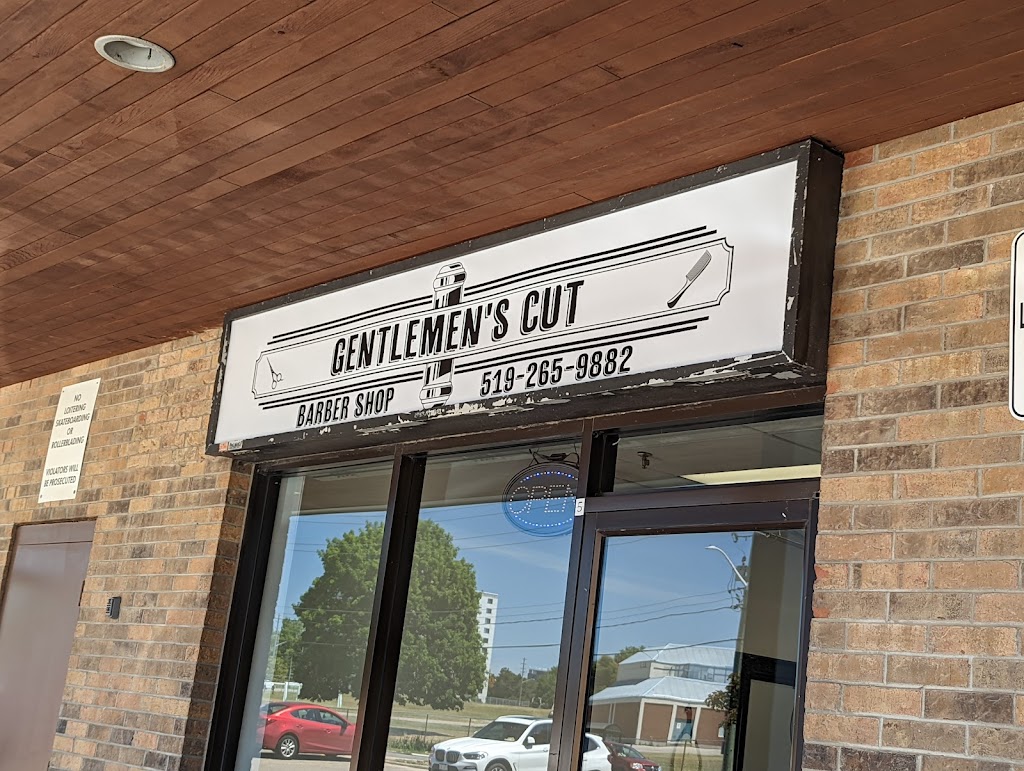 GENTLEMEN'S CUT
BARBER SHOP
519-265-9882
NO
LOITERING
SKATEBOARDING
OR
ROLLERBLADING
VIOLATORS WILL
BE PROSECUTED
OPEN
5